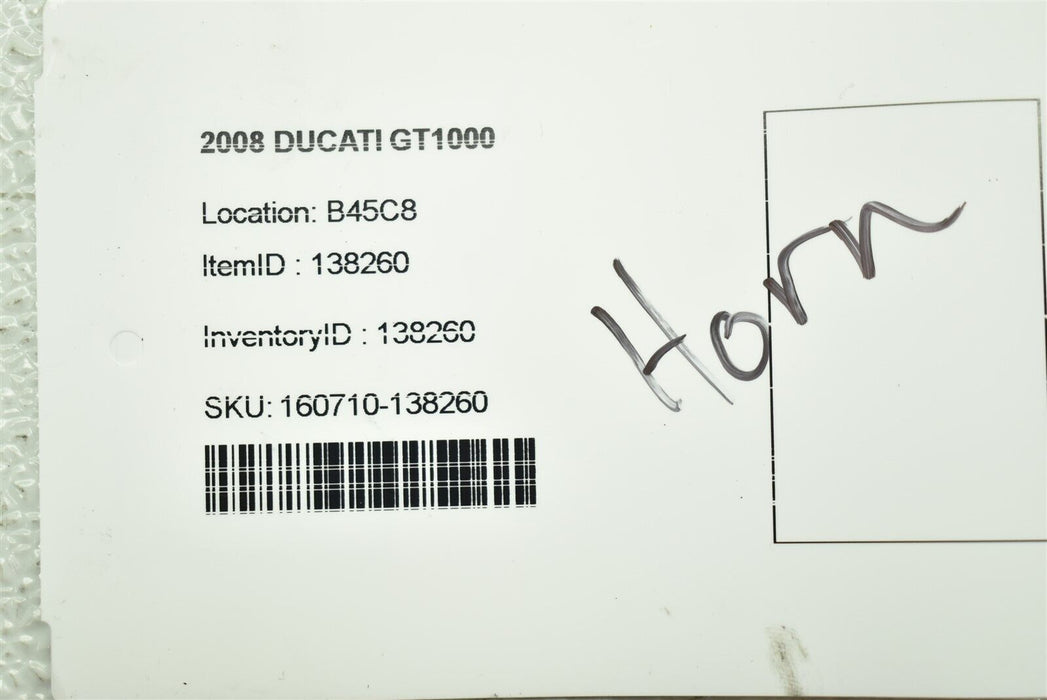 2008 DUCATI GT1000
Location: B45C8
ItemID : 138260
InventoryID : 138260
SKU: 160710-138260
Horn